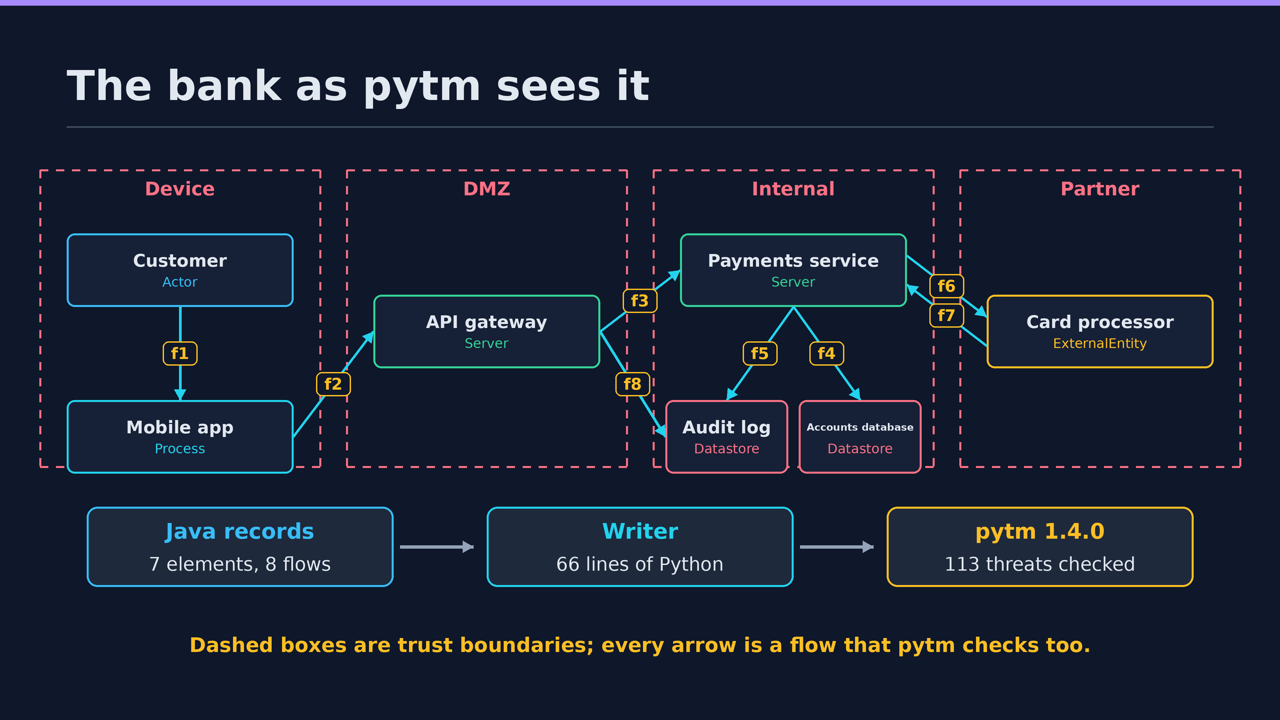 The bank as pytm sees it
Device
DMZ
Internal
Partner
Customer
Actor
Payments service
Server
f6
f3
f7
API gateway
Server
Card processor
ExternalEntity
f1
f5
f4
f2
f8
Mobile app
Process
Audit log
Datastore
Accounts database
Datastore
Java records
7 elements, 8 flows
Writer
66 lines of Python
pytm 1.4.0
113 threats checked
Dashed boxes are trust boundaries; every arrow is a flow that pytm checks too.